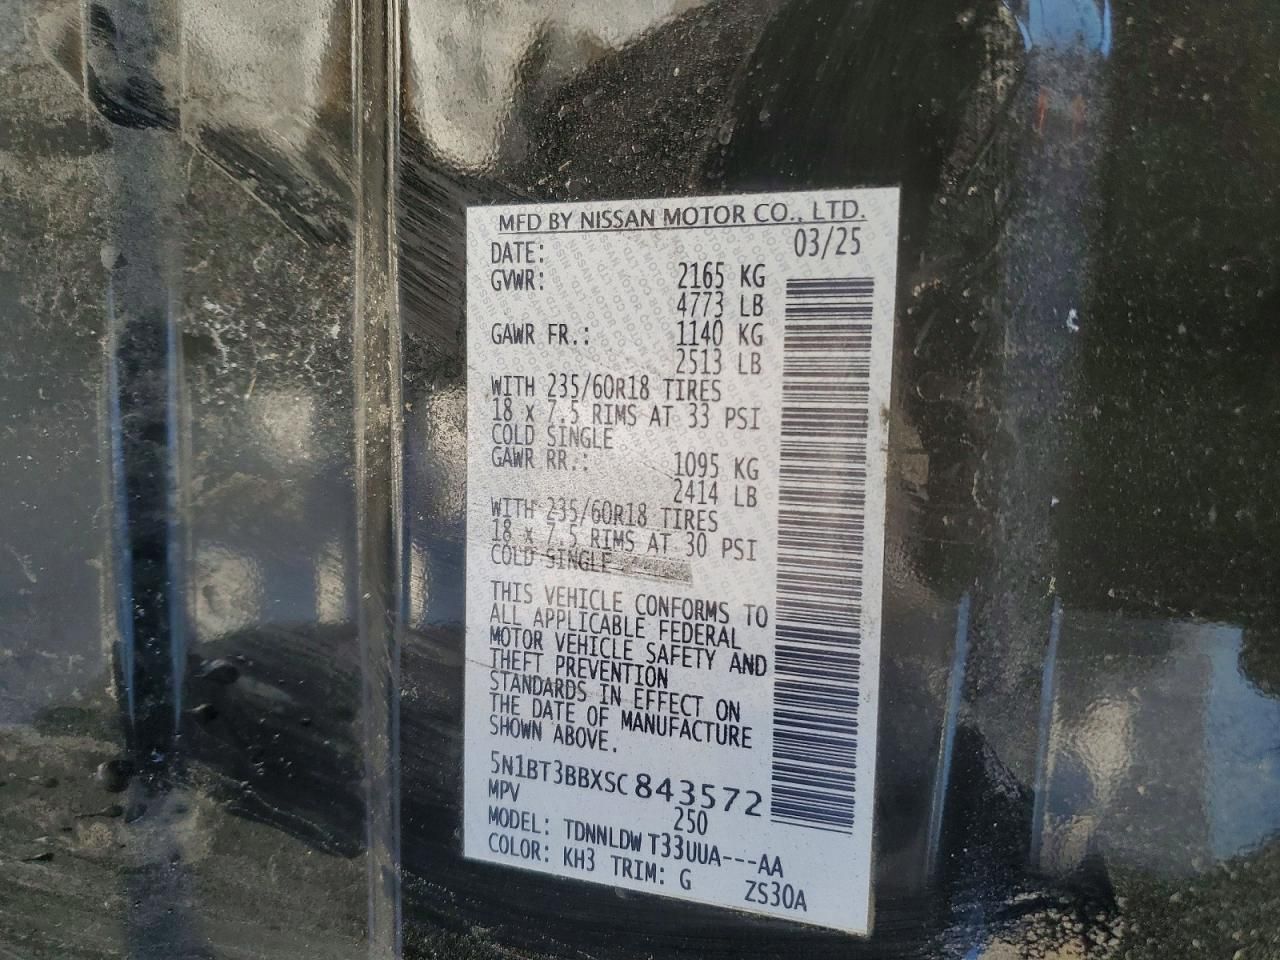 MFD BY NISSAN MOTOR CO., LTD.
DATE: 03/25
GVWR: 2165 KG
4773 LB
GAWR FR.: 1140 KG
2513 LB
WITH 235/60R18 TIRES
18 x 7.5 RIMS AT 33 PSI
COLD SINGLE
GAWR RR.: 1095 KG
2414 LB
WITH 235/60R18 TIRES
18 x 7.5 RIMS AT 30 PSI
COLD SINGLE
THIS VEHICLE CONFORMS TO
ALL APPLICABLE FEDERAL
MOTOR VEHICLE SAFETY AND
THEFT PREVENTION
STANDARDS IN EFFECT ON
THE DATE OF MANUFACTURE
SHOWN ABOVE.
5N1BT3BBXSC843572
MPV 250
MODEL: TDNNLDW T33UUA---AA
COLOR: KH3 TRIM: G ZS30A